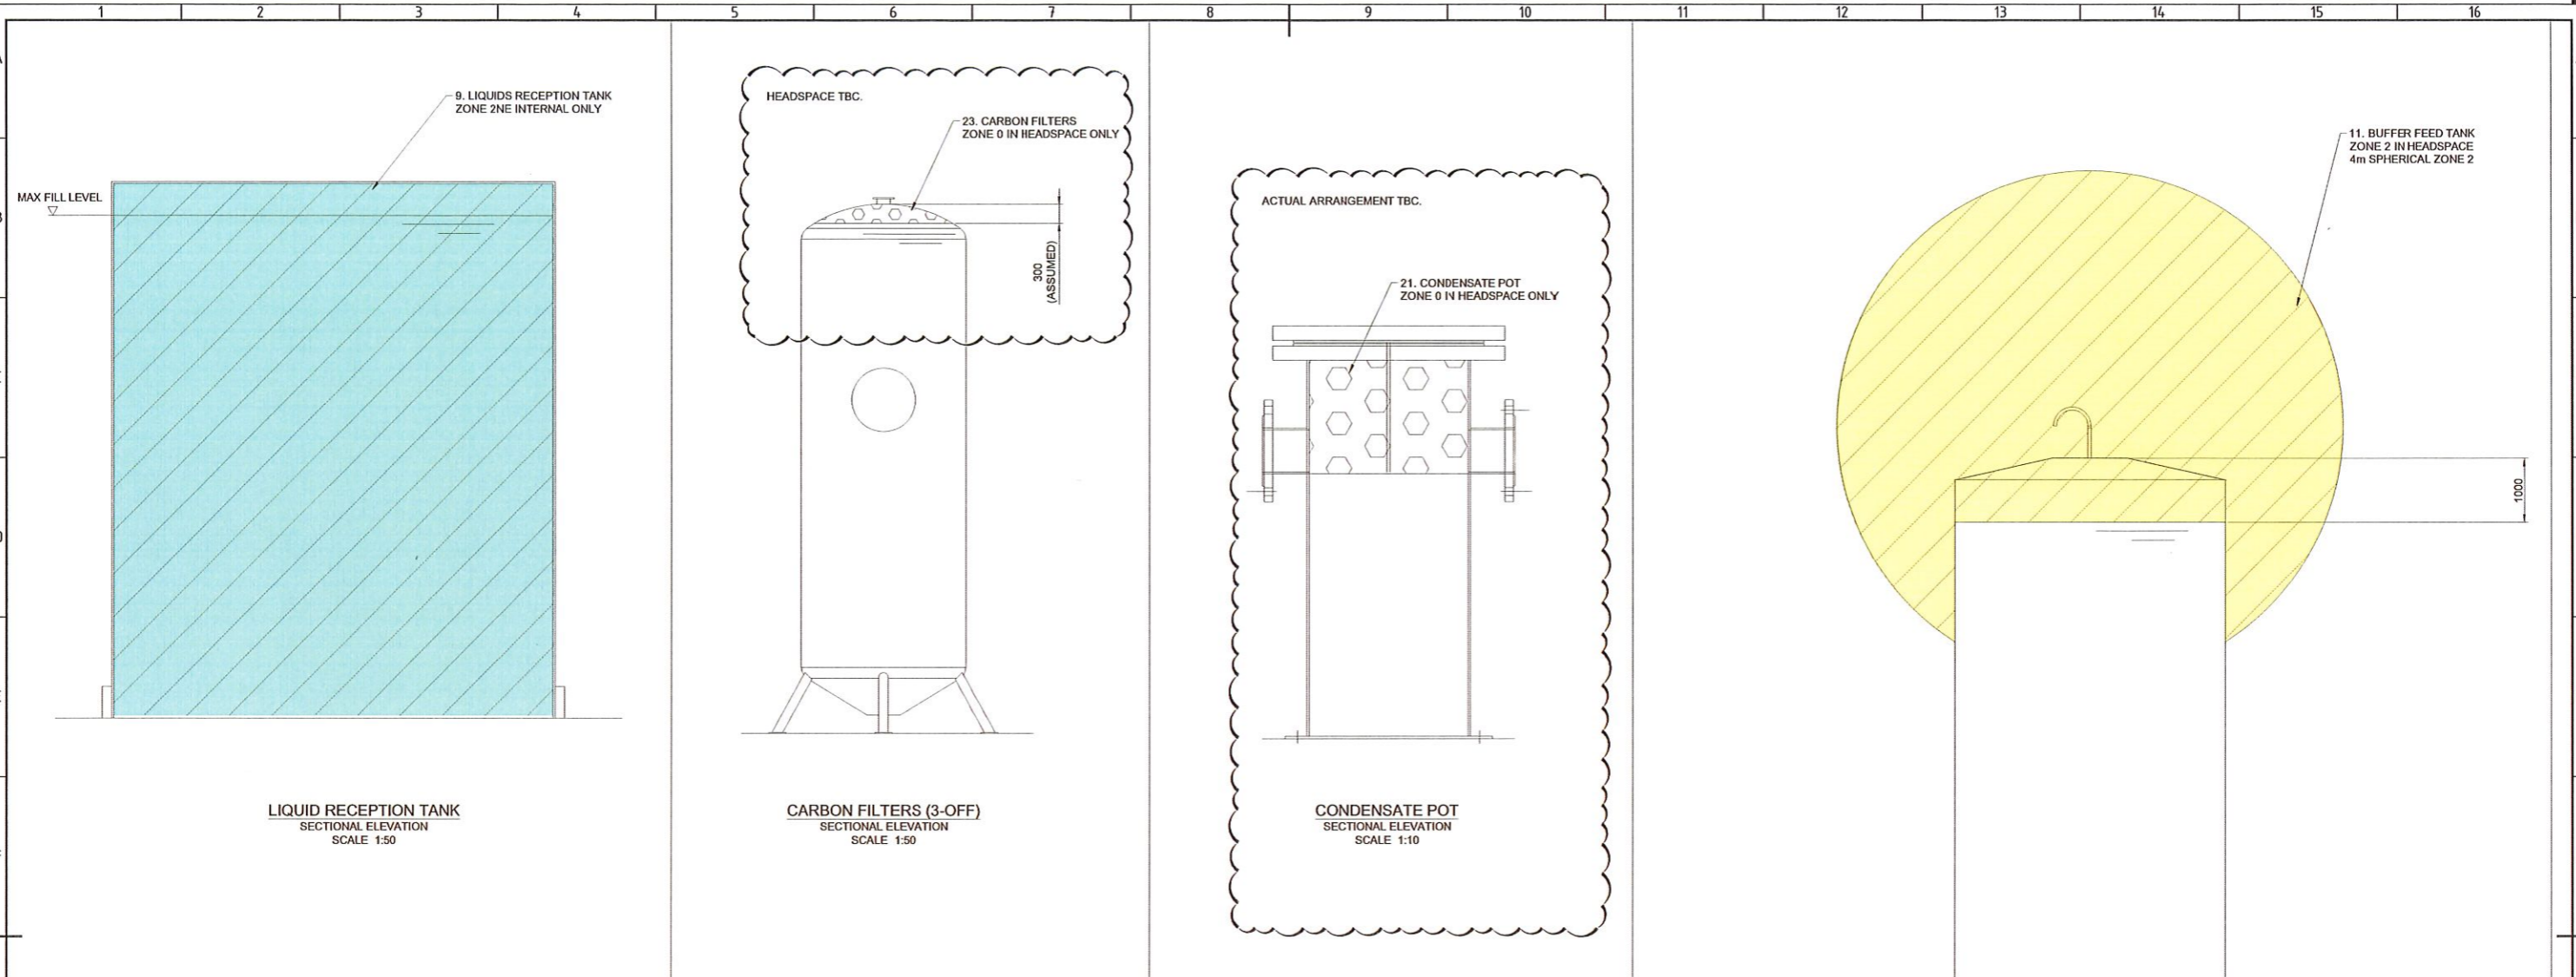 1 2 3 4 5 6 7 8 9 10 11 12 13 14 15 16
9. LIQUIDS RECEPTION TANK
ZONE 2NE INTERNAL ONLY
MAX FILL LEVEL
LIQUID RECEPTION TANK
SECTIONAL ELEVATION
SCALE 1:50
HEADSPACE TBC.
23. CARBON FILTERS
ZONE 0 IN HEADSPACE ONLY
300
(ASSUMED)
CARBON FILTERS (3-OFF)
SECTIONAL ELEVATION
SCALE 1:50
ACTUAL ARRANGEMENT TBC.
21. CONDENSATE POT
ZONE 0 IN HEADSPACE ONLY
CONDENSATE POT
SECTIONAL ELEVATION
SCALE 1:10
11. BUFFER FEED TANK
ZONE 2 IN HEADSPACE
4m SPHERICAL ZONE 2
1000